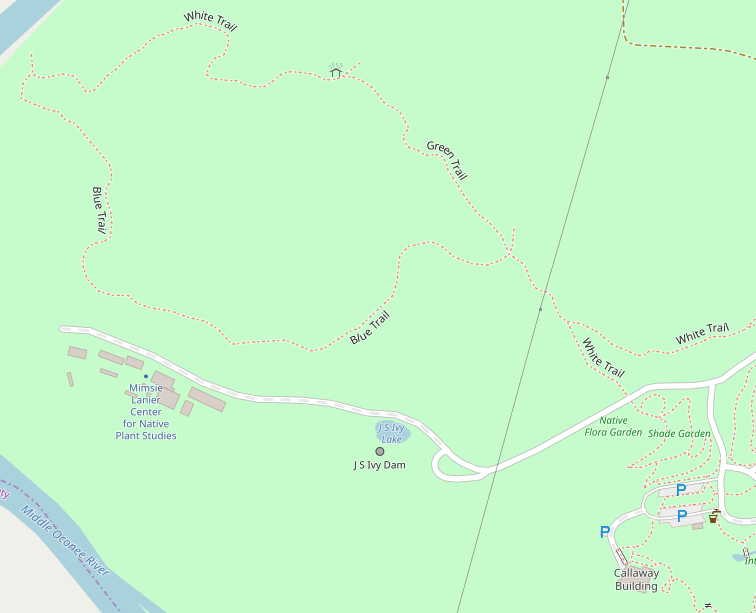 White Trail
Green Trail
Blue Trail
Blue Trail
White Trail
White Trail
Mimsie
Lanier
Center
for Native
Plant Studies
J S Ivy
Lake
J S Ivy Dam
Native
Flora Garden
Shade Garden
P
P
P
Middle Oconee River
Callaway
Building